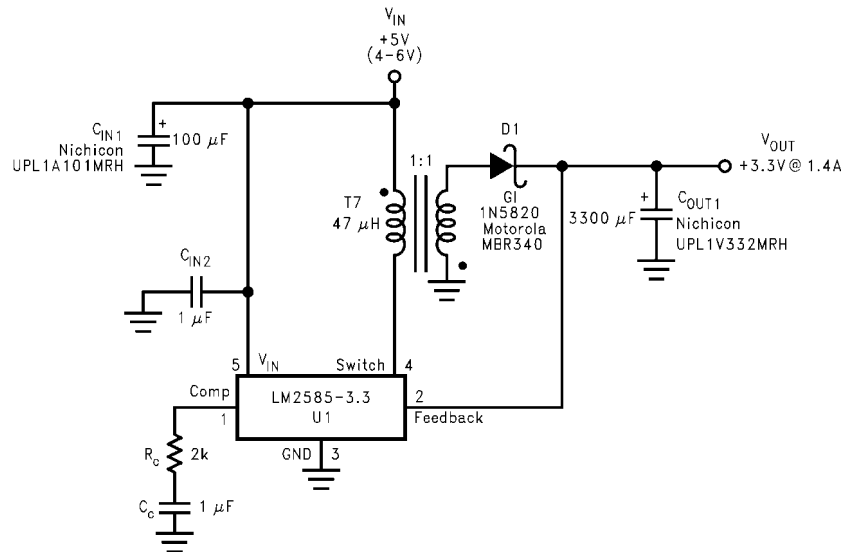 V_IN
+5V
(4-6V)
C_IN1
Nichicon
UPL1A101MRH
+
100 μF
1:1
T7
47 μH
D1
GI
1N5820
Motorola
MBR340
V_OUT
+3.3V@ 1.4A
3300 μF
+
C_OUT1
Nichicon
UPL1V332MRH
C_IN2
1 μF
5
V_IN
Switch
4
Comp
1
LM2585-3.3
U1
2
Feedback
GND
3
R_c
2k
C_c
1 μF